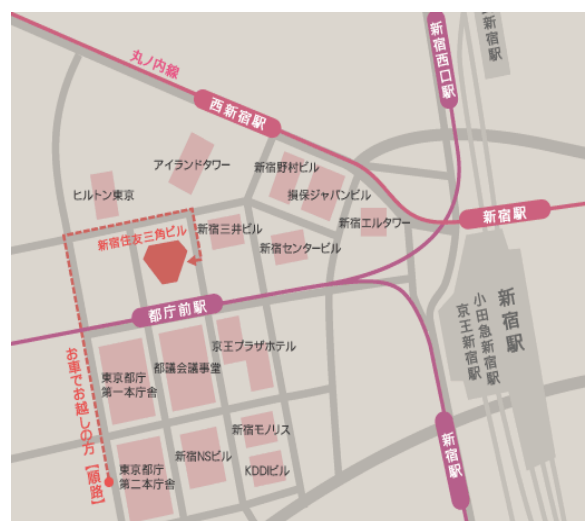 丸ノ内線
西新宿駅
新宿西口駅
西新宿駅
アイランドタワー
新宿野村ビル
損保ジャパンビル
ヒルトン東京
新宿住友三角ビル
新宿三井ビル
新宿センタービル
新宿エルタワー
新宿駅
都庁前駅
京王プラザホテル
都議会議事堂
東京都庁
第一本庁舎
新宿駅
小田急新宿駅
京王新宿駅
お車でお越しの方【順路】
新宿モノリス
新宿NSビル
KDDIビル
東京都庁
第二本庁舎
新宿駅